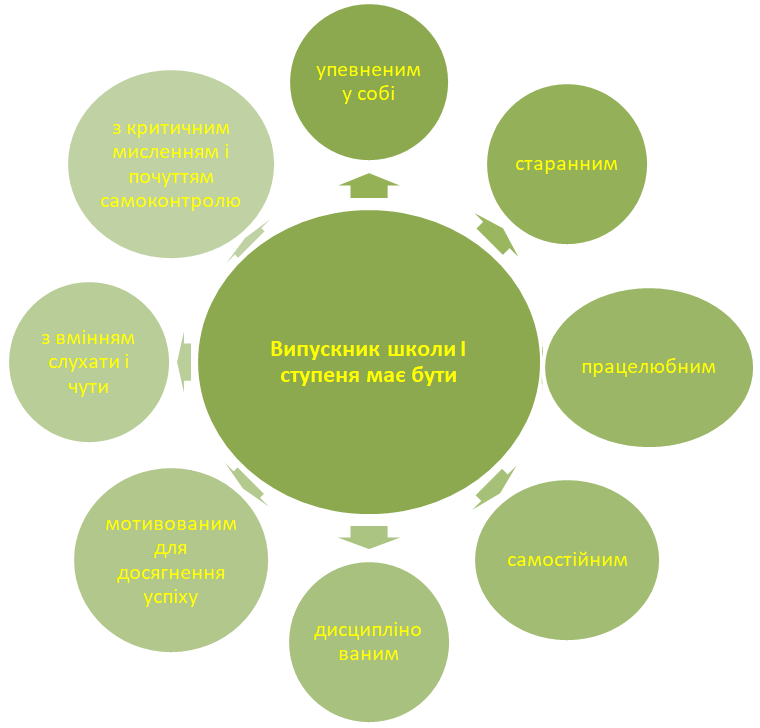 упевненим
у собі
старанним
працелюбним
самостійним
дисципліно
ваним
мотивованим
для
досягнення
успіху
з вмінням
слухати і
чути
з критичним
мисленням і
почуттям
самоконтролю
Випускник школи І
ступеня має бути